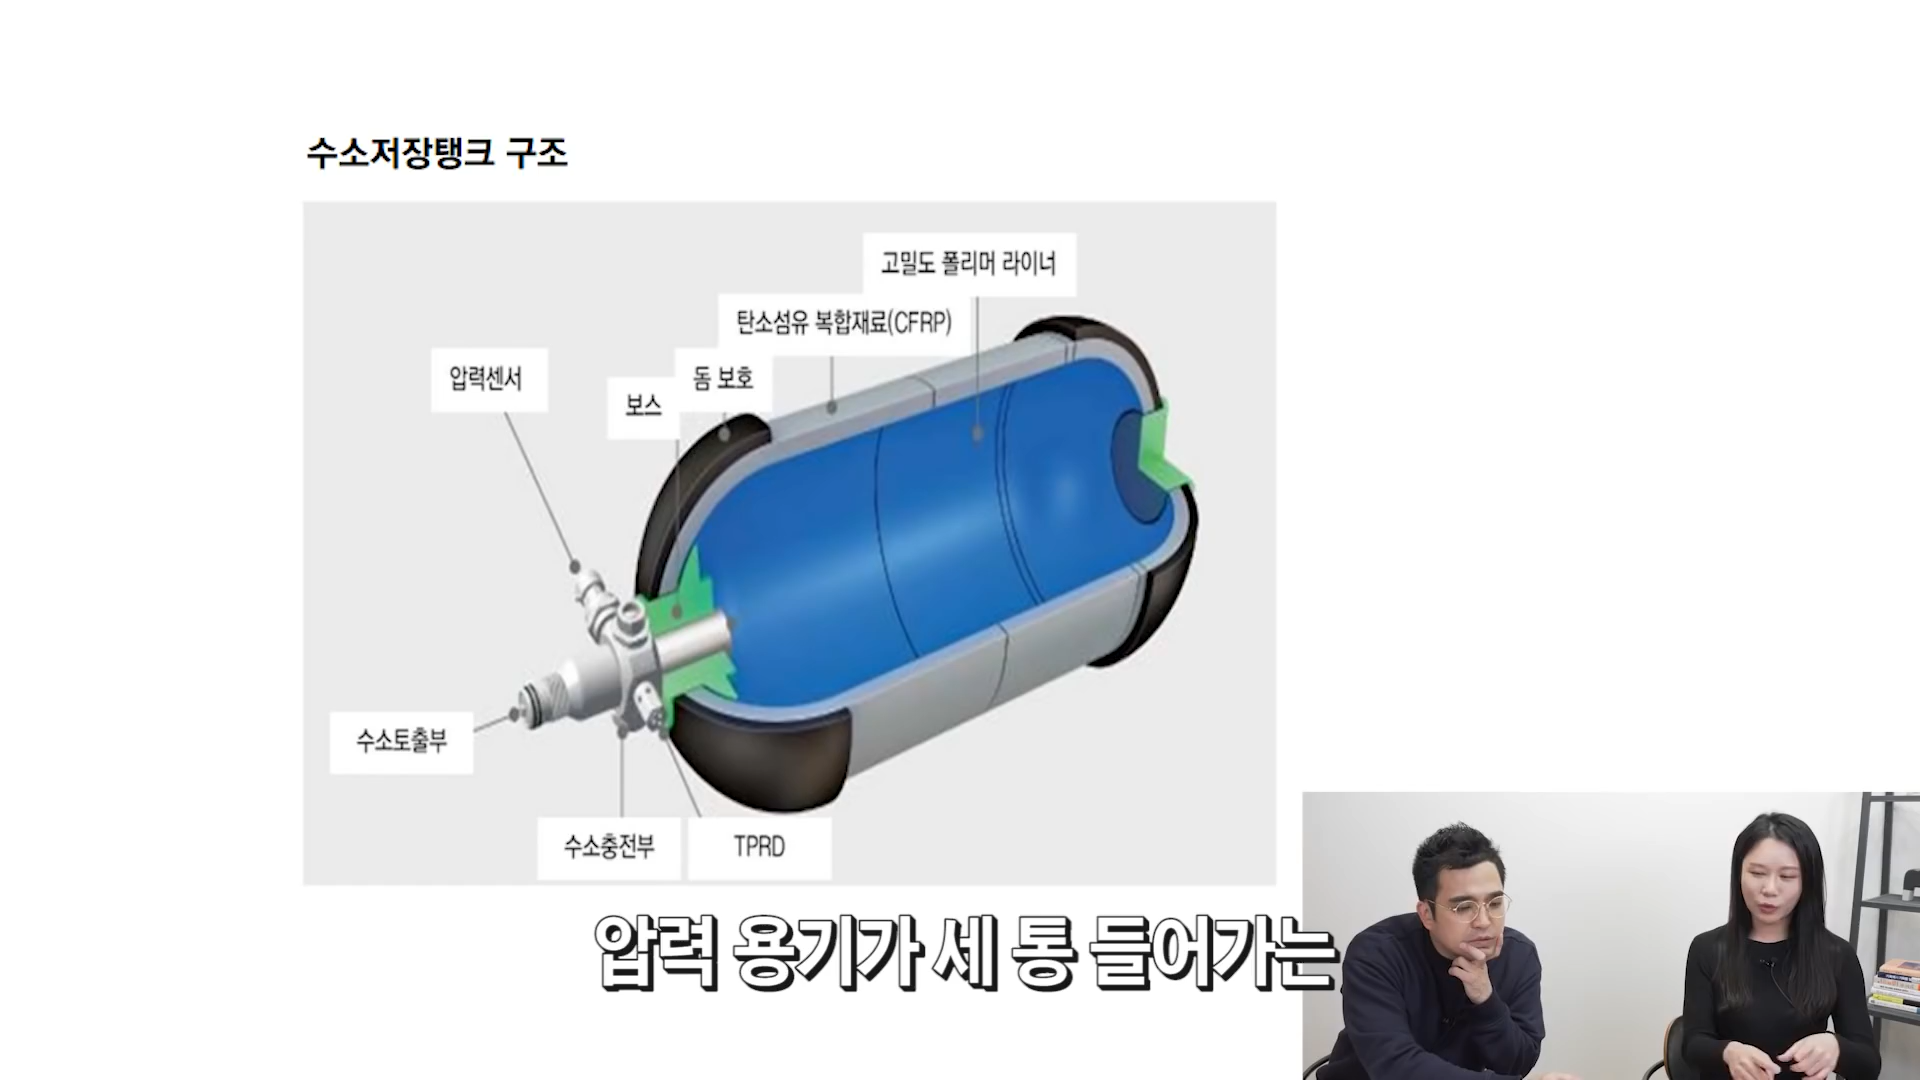 수소저장탱크 구조
고밀도 폴리머 라이너
탄소섬유 복합재료(CFRP)
돔 보호
보스
압력센서
수소토출부
수소충전부
TPRD
압력 용기가 세 통 들어가는